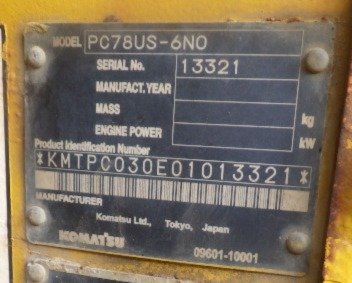 MODEL PC78US-6NO
SERIAL No. 13321
MANUFACT. YEAR
MASS kg
ENGINE POWER kW
Product Identification Number
*KMTPC030E01013321*
MANUFACTURER
Komatsu Ltd., Tokyo, Japan
KOMATSU
09601-10001